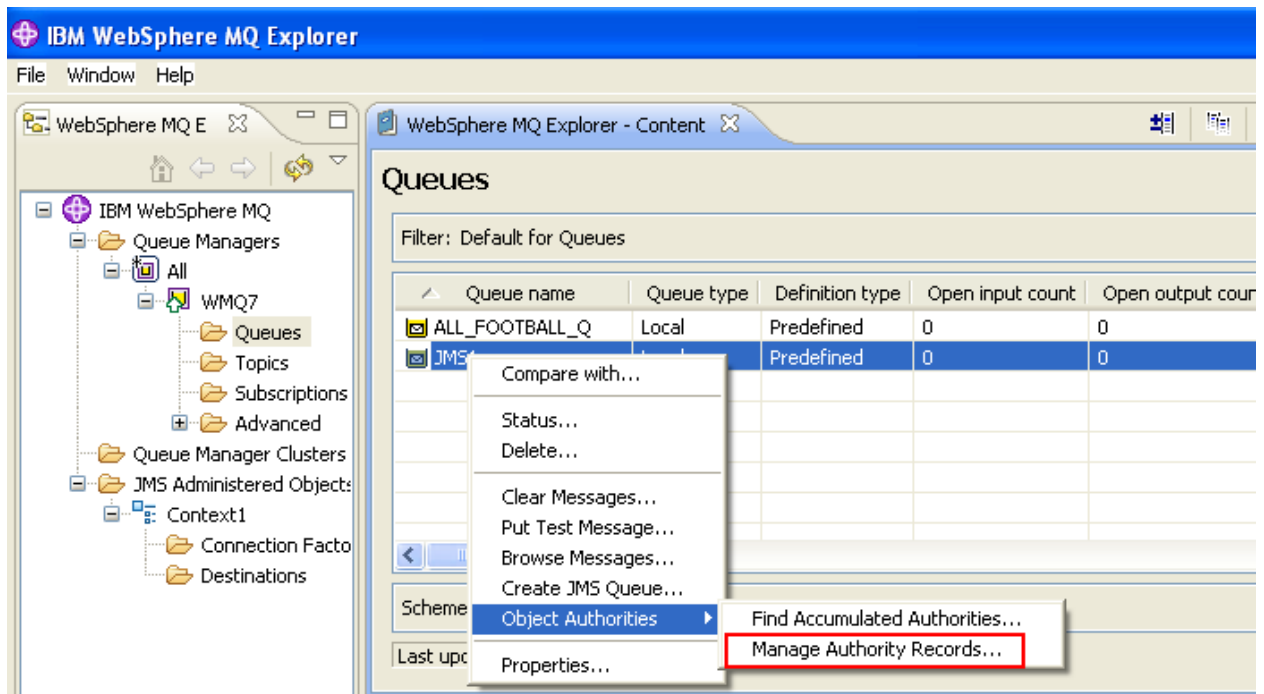 IBM WebSphere MQ Explorer
File Window Help
WebSphere MQ E
WebSphere MQ Explorer - Content
Queues
IBM WebSphere MQ
Queue Managers
All
WMQ7
Queues
Topics
Subscriptions
Advanced
Queue Manager Clusters
JMS Administered Objects
Context1
Connection Facto
Destinations
Filter: Default for Queues
Queue name Queue type Definition type Open input count Open output coun
ALL_FOOTBALL_Q Local Predefined 0 0
JMS Predefined 0 0
Compare with...
Status...
Delete...
Clear Messages...
Put Test Message...
Browse Messages...
Create JMS Queue...
Object Authorities
Properties...
Find Accumulated Authorities...
Manage Authority Records...
Scheme
Last upd